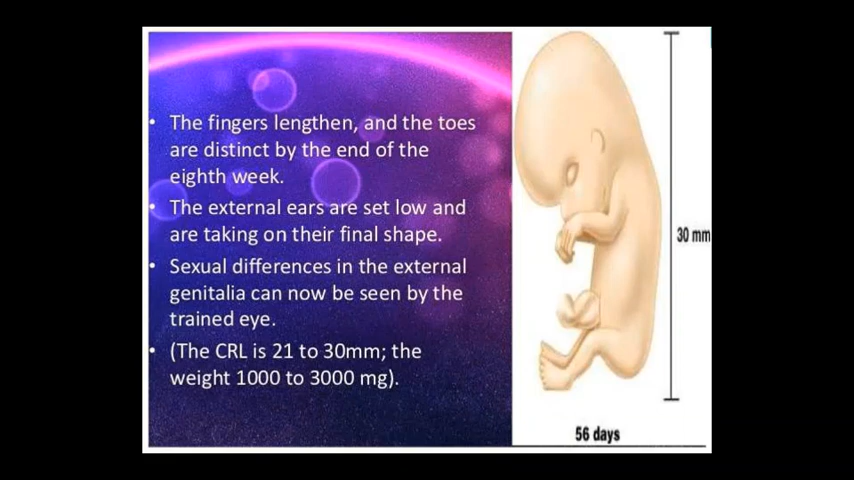 • The fingers lengthen, and the toes
are distinct by the end of the
eighth week.
• The external ears are set low and
are taking on their final shape.
• Sexual differences in the external
genitalia can now be seen by the
trained eye.
• (The CRL is 21 to 30mm; the
weight 1000 to 3000 mg).
30 mm
56 days